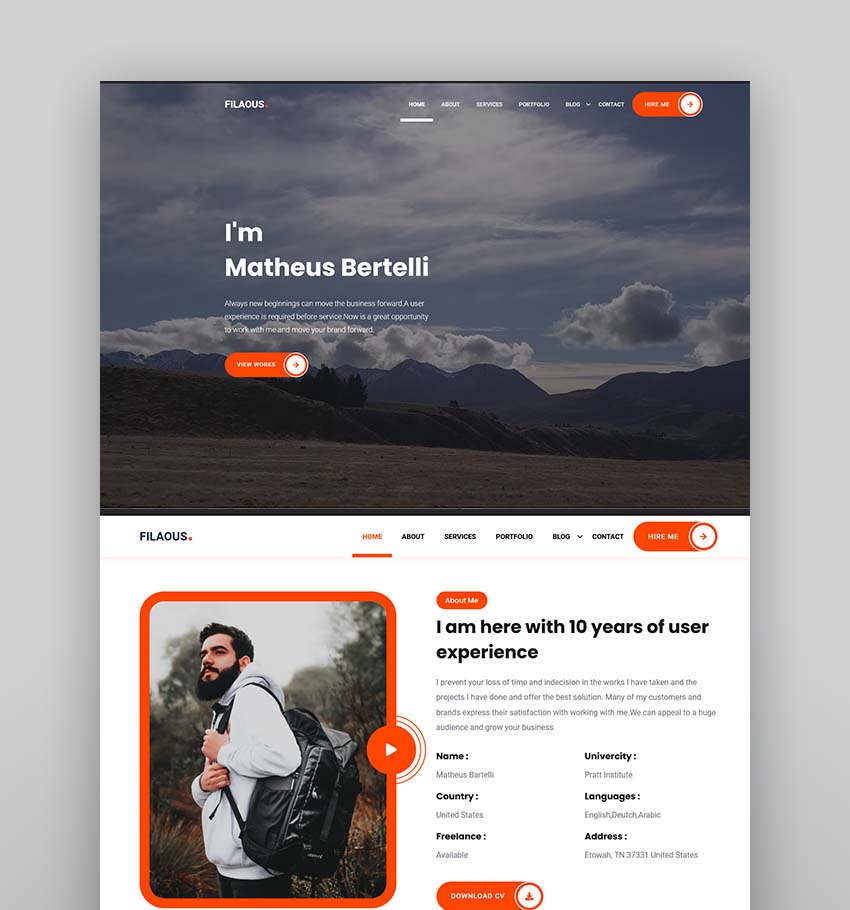 FILAOUS.
HOME ABOUT SERVICES PORTFOLIO BLOG CONTACT HIRE ME
I'm
Matheus Bertelli
Always new beginnings can move the business forward.A user
experience is required before service.Now is a great opportunity
to work with me and move your brand forward.
VIEW WORKS
FILAOUS.
HOME ABOUT SERVICES PORTFOLIO BLOG CONTACT HIRE ME
About Me
I am here with 10 years of user
experience
I prevent your loss of time and indecision in the works I have taken and the
projects I have done and offer the best solution. Many of my customers and
brands express their satisfaction with working with me.We can appeal to a huge
audience and grow your business.
Name :
Matheus Bartelli
Univercity :
Pratt Institute
Country :
United States
Languages :
English,Deutch,Arabic
Freelance :
Available
Address :
Etowah, TN 37331 United States
DOWNLOAD CV